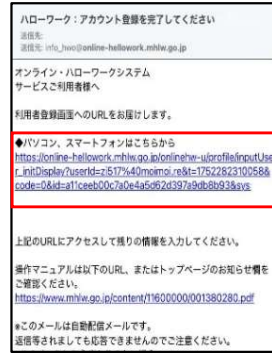 ハローワーク：アカウント登録を完了してください
送信先:
送信元: info_hwo@online-hellowork.mhlw.go.jp
オンライン・ハローワークシステム
サービスご利用者様へ
利用者登録画面へのURLをお届けします。
◆パソコン、スマートフォンはこちらから
https://online-hellowork.mhlw.go.jp/onlinehw-u/profile/inputUse
r_initDisplay?userId=zj517%40moimoi.re&t=1752282310058&
code=0&id=a11ceeb00c7a0e4a5d62d397a9db8b93&sys
上記のURLにアクセスして残りの情報を入力してください。
操作マニュアルは以下のURL、またはトップページのお知らせ欄を
ご確認ください。
https://www.mhlw.go.jp/content/11600000/001380280.pdf
※このメールは自動配信メールです。
返信等されましても応答できませんのでご注意ください。